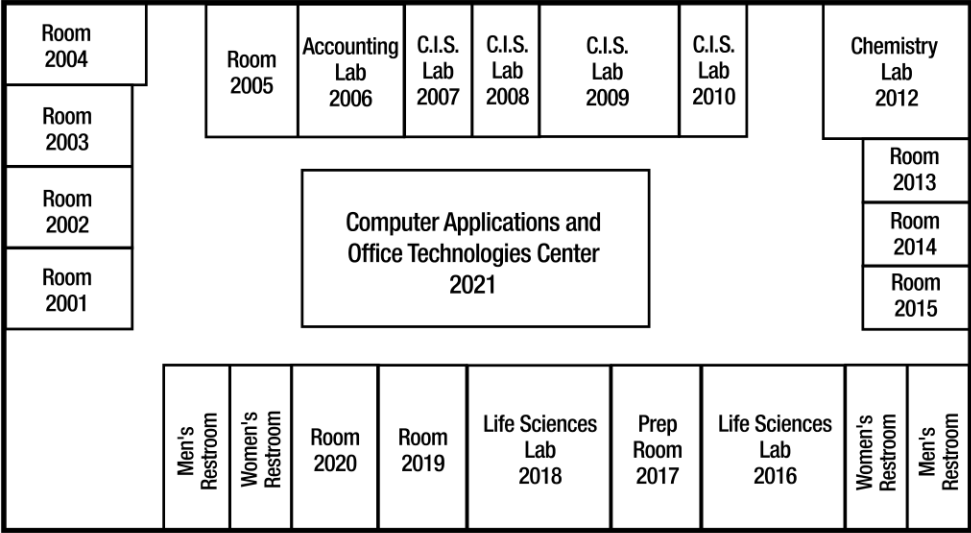 Room
2004
Room
2003
Room
2002
Room
2001
Room
2005
Accounting
Lab
2006
C.I.S.
Lab
2007
C.I.S.
Lab
2008
C.I.S.
Lab
2009
C.I.S.
Lab
2010
Chemistry
Lab
2012
Room
2013
Room
2014
Room
2015
Computer Applications and
Office Technologies Center
2021
Men's
Restroom
Women's
Restroom
Room
2020
Room
2019
Life Sciences
Lab
2018
Prep
Room
2017
Life Sciences
Lab
2016
Women's
Restroom
Men's
Restroom